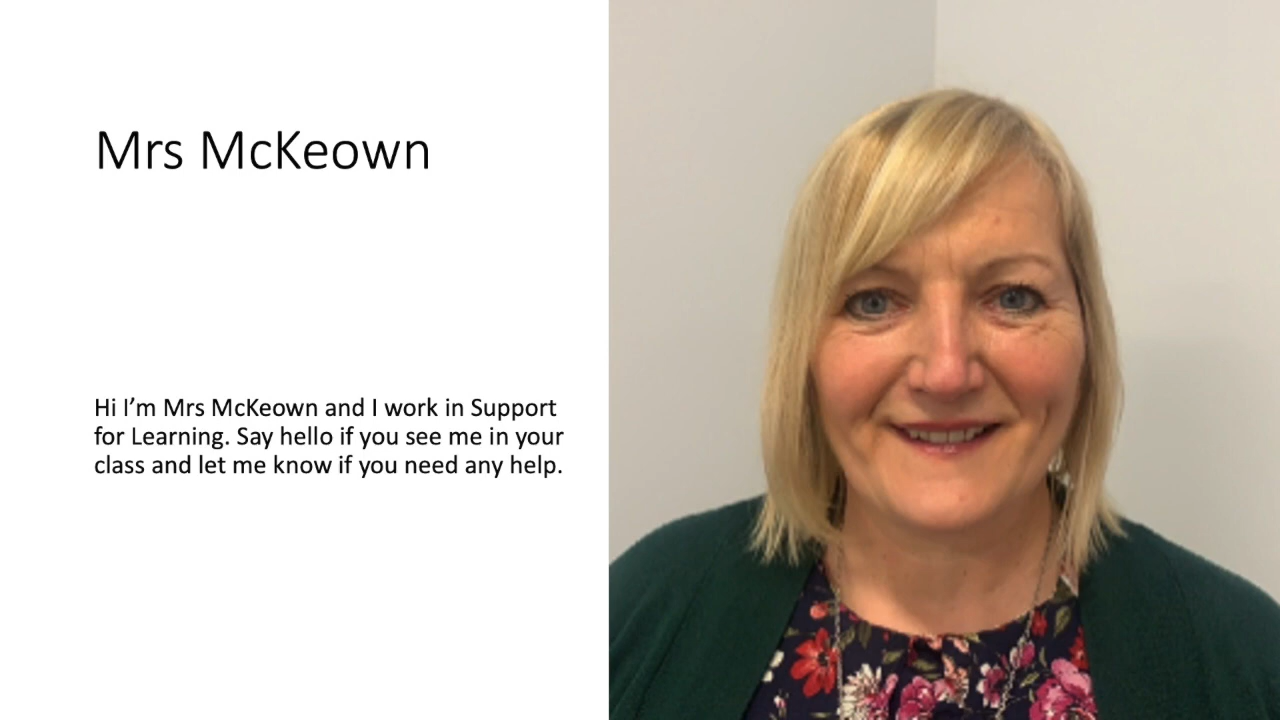 Mrs McKeown
Hi I’m Mrs McKeown and I work in Support
for Learning. Say hello if you see me in your
class and let me know if you need any help.